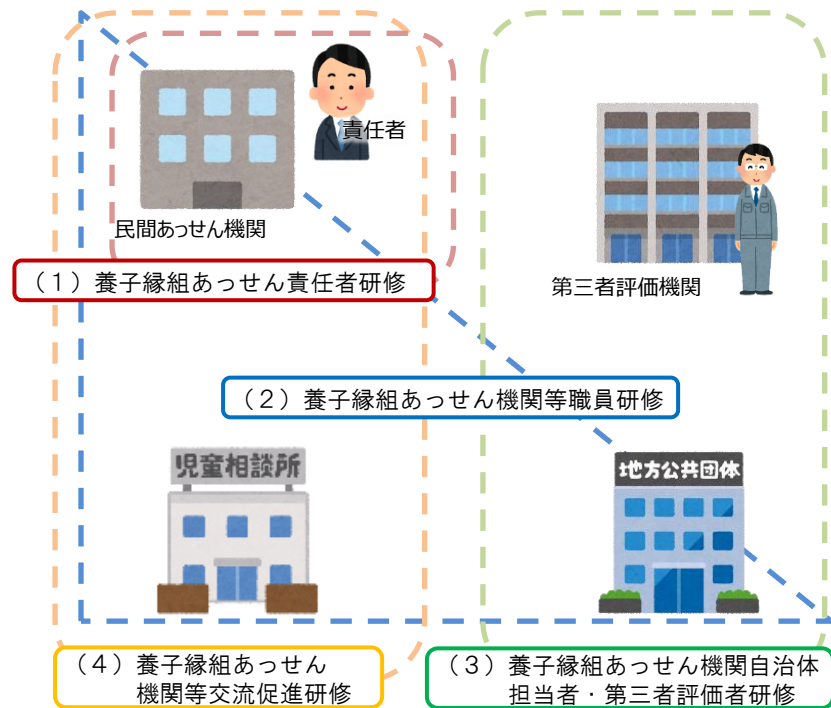 責任者
民間あっせん機関
（１）養子縁組あっせん責任者研修
第三者評価機関
（２）養子縁組あっせん機関等職員研修
児童相談所
地方公共団体
（４）養子縁組あっせん
機関等交流促進研修
（３）養子縁組あっせん機関自治体
担当者・第三者評価者研修